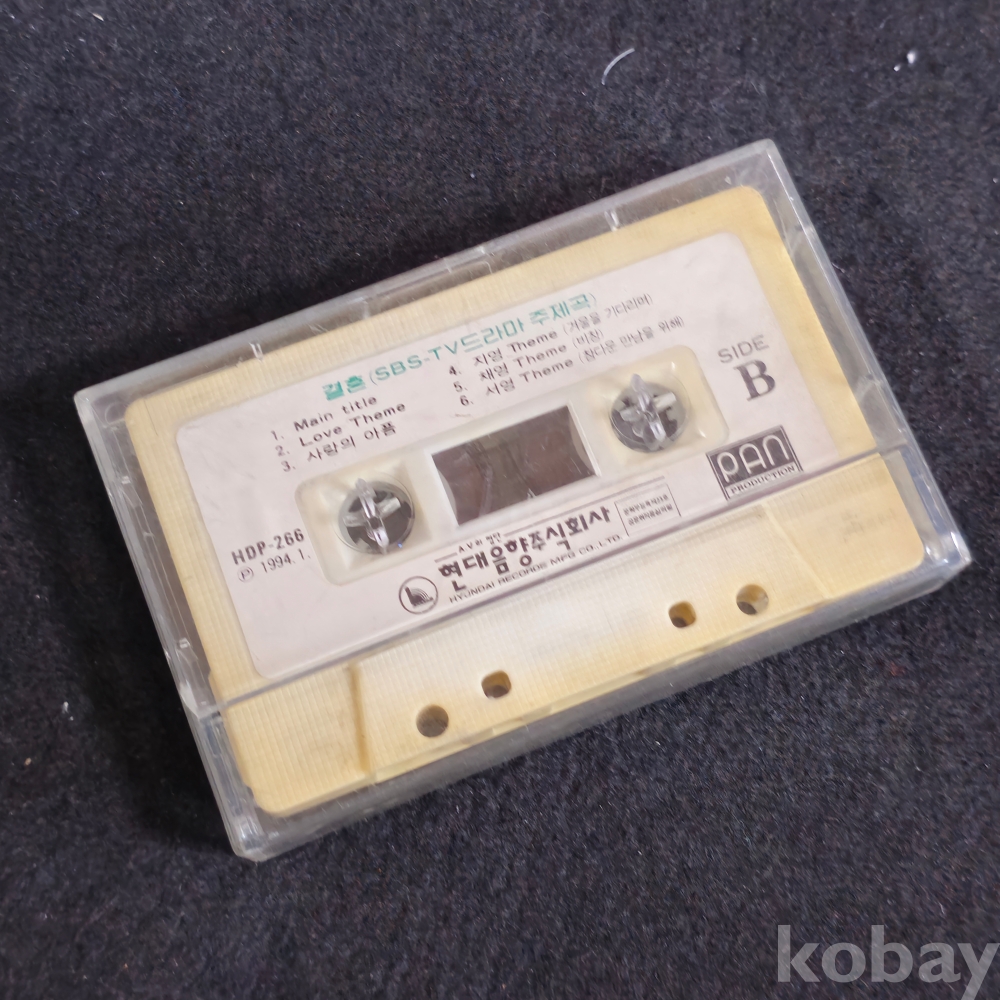 결혼 (SBS-TV드라마 주제곡)
1. Main title
2. Love Theme
3. 사랑의 아픔
4. 지영 Theme (겨울을 기다리며)
5. 채영 Theme (비창)
6. 서영 Theme (참다운 만남을 위해)
SIDE
B
HDP-266
Ⓟ 1994. 1.
현대음향주식회사
HYUNDAI RECORDS MFG CO. LTD.
PAN
PRODUCTION
kobay